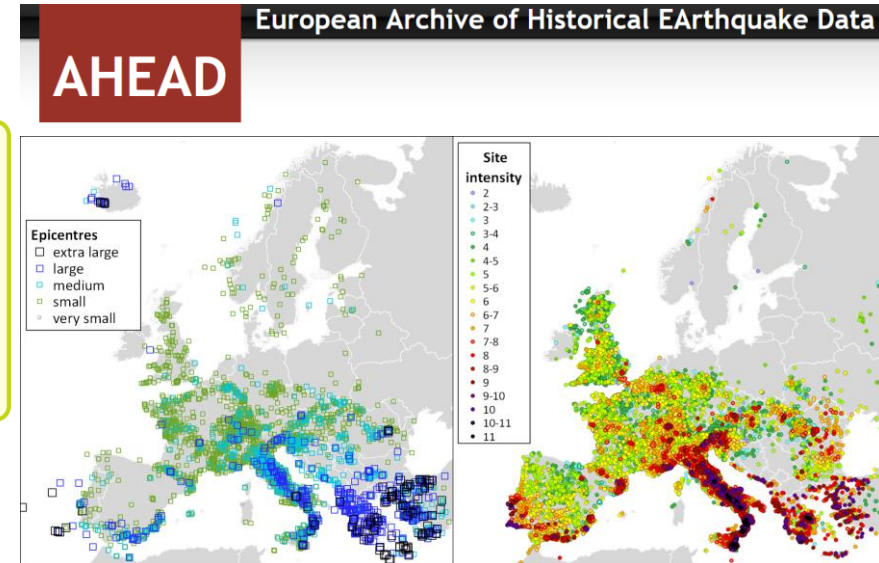 European Archive of Historical EArthquake Data
AHEAD
Epicentres
extra large
large
medium
small
very small
Site
intensity
2
2-3
3
3-4
4
4-5
5
5-6
6
6-7
7
7-8
8
8-9
9
9-10
10
10-11
11